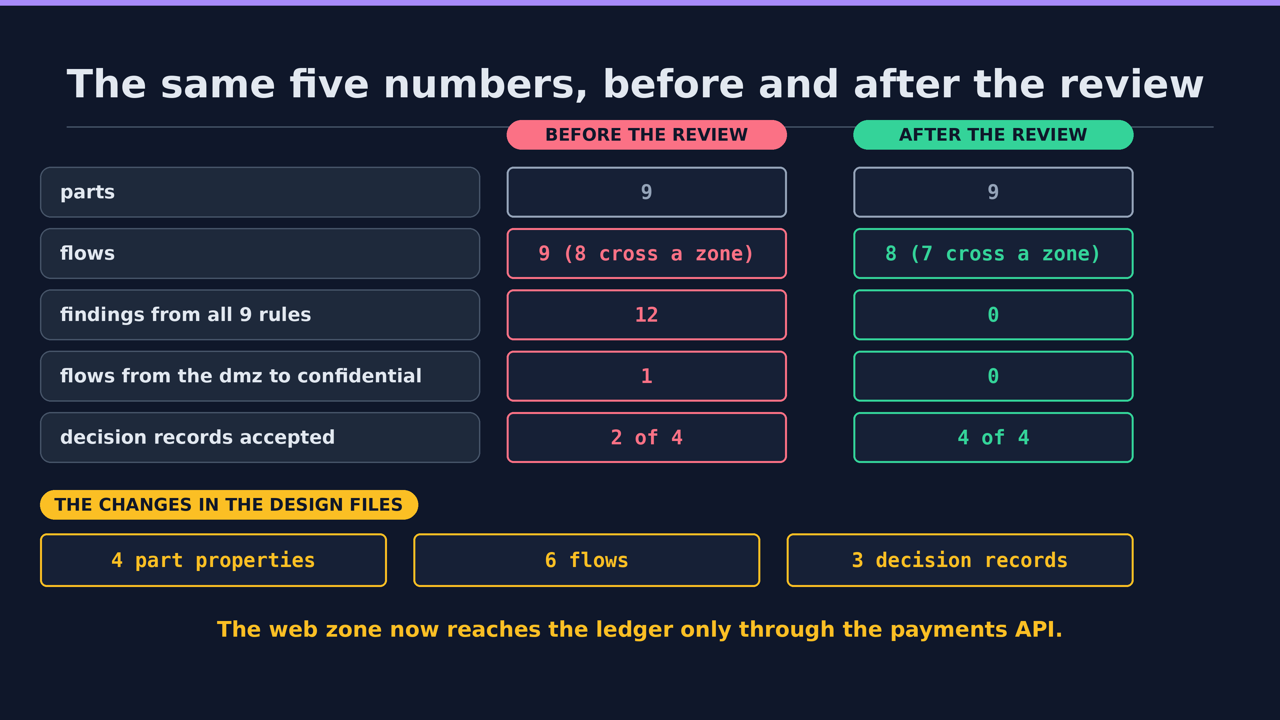 The same five numbers, before and after the review
BEFORE THE REVIEW
AFTER THE REVIEW
parts
9
9
flows
9 (8 cross a zone)
8 (7 cross a zone)
findings from all 9 rules
12
0
flows from the dmz to confidential
1
0
decision records accepted
2 of 4
4 of 4
THE CHANGES IN THE DESIGN FILES
4 part properties
6 flows
3 decision records
The web zone now reaches the ledger only through the payments API.